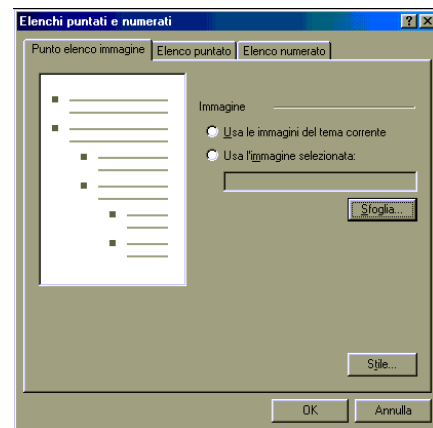 Elenchi puntati e numerati
Punto elenco immagine Elenco puntato Elenco numerato
Immagine
Usa le immagini del tema corrente
Usa l'immagine selezionata:
Sfoglia...
Stile...
OK Annulla